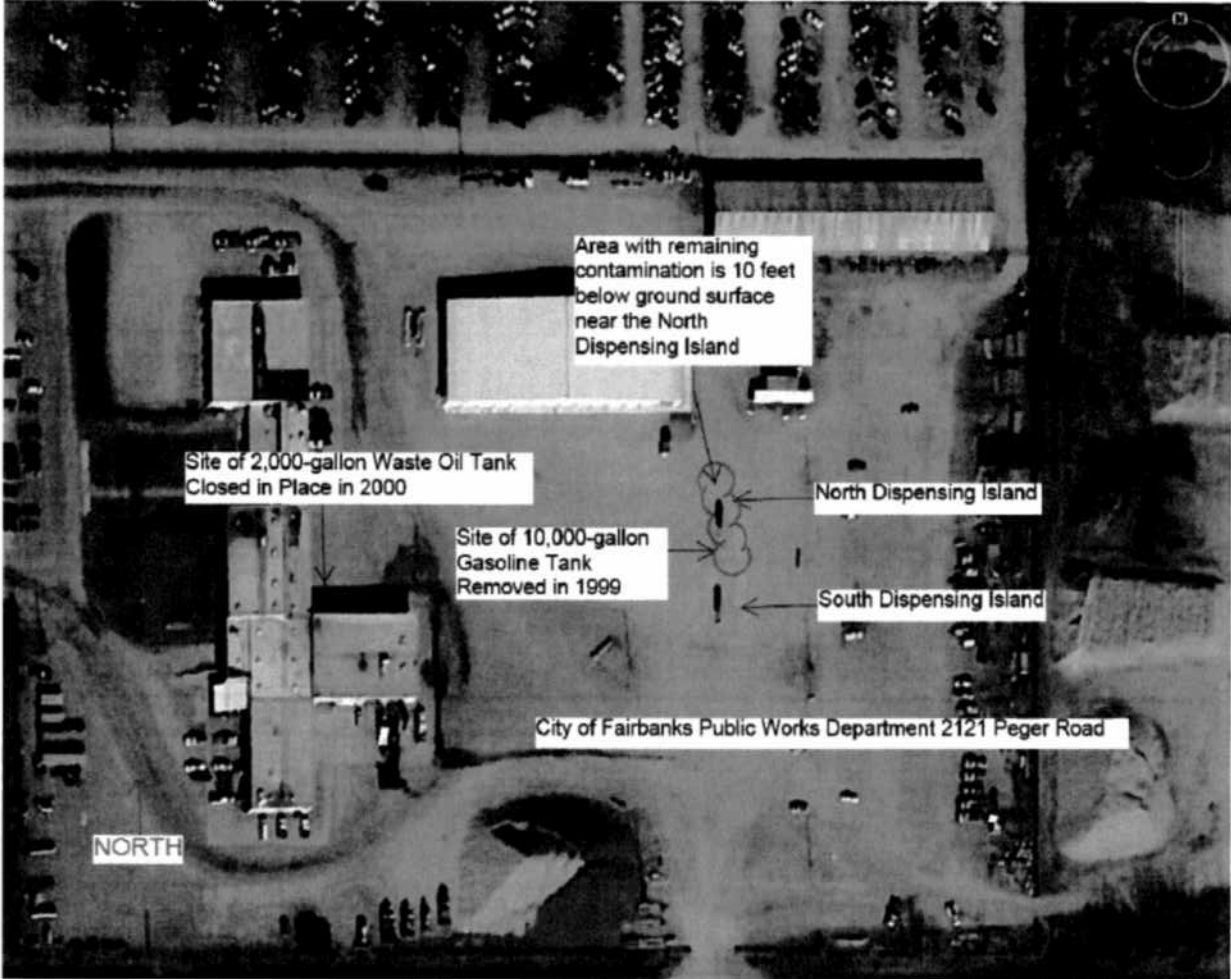 N
Area with remaining
contamination is 10 feet
below ground surface
near the North
Dispensing Island
Site of 2,000-gallon Waste Oil Tank
Closed in Place in 2000
North Dispensing Island
Site of 10,000-gallon
Gasoline Tank
Removed in 1999
South Dispensing Island
City of Fairbanks Public Works Department 2121 Peger Road
NORTH